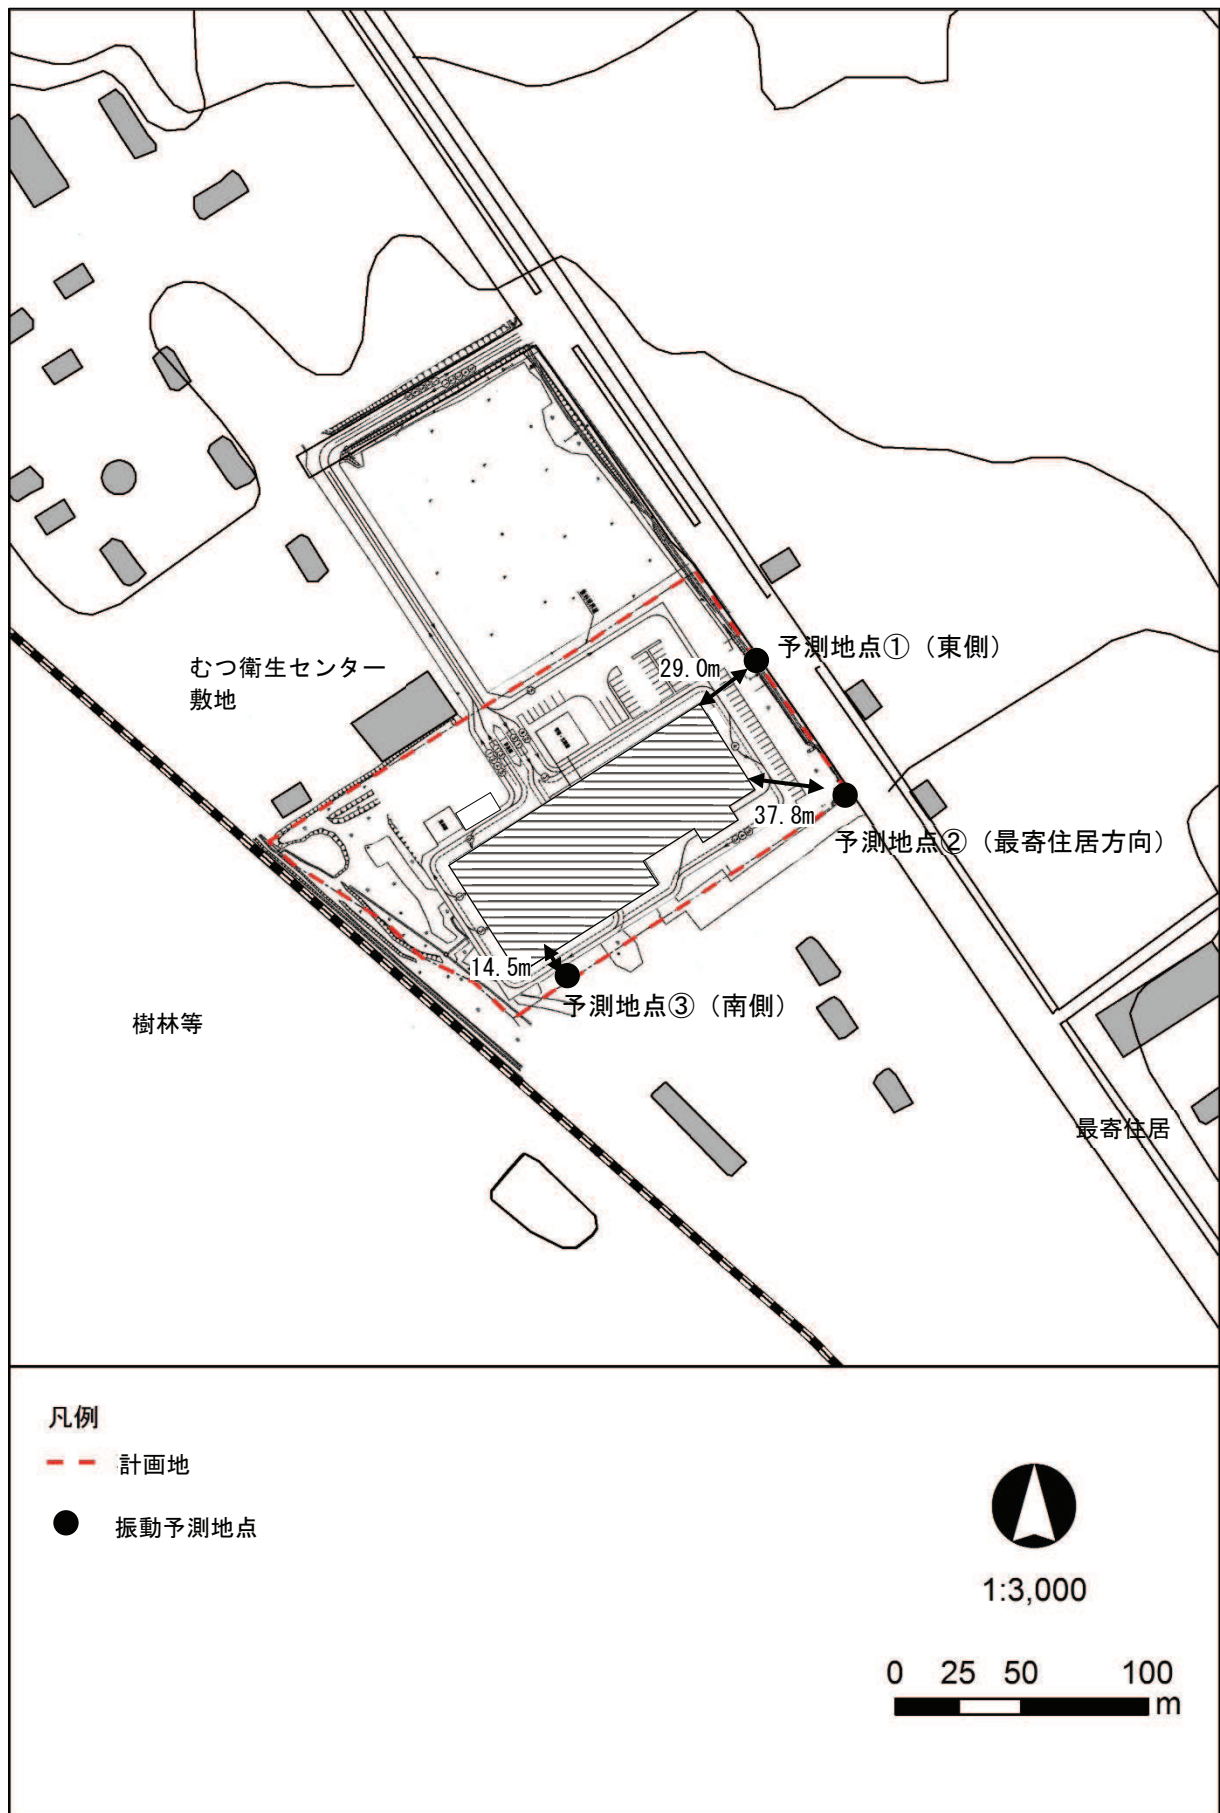 予測地点①（東側）
29.0m
むつ衛生センター
敷地
37.8m
予測地点②（最寄住居方向）
14.5m
予測地点③（南側）
樹林等
最寄住居
凡例
計画地
振動予測地点
1:3,000
0 25 50 100
m